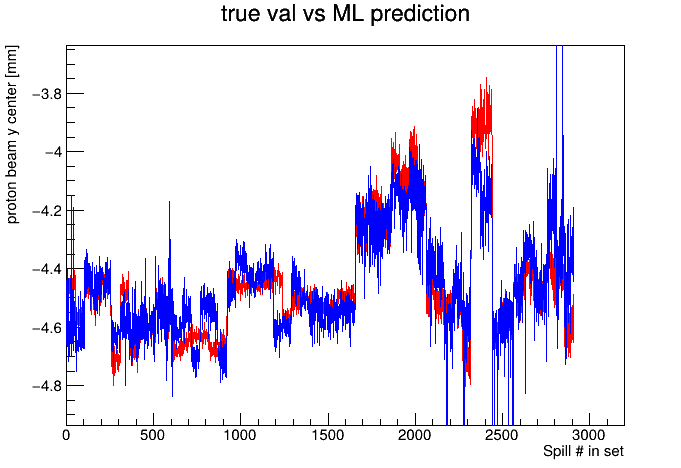 true val vs ML prediction
proton beam y center [mm]
−3.8
−4
−4.2
−4.4
−4.6
−4.8
0 500 1000 1500 2000 2500 3000
Spill # in set